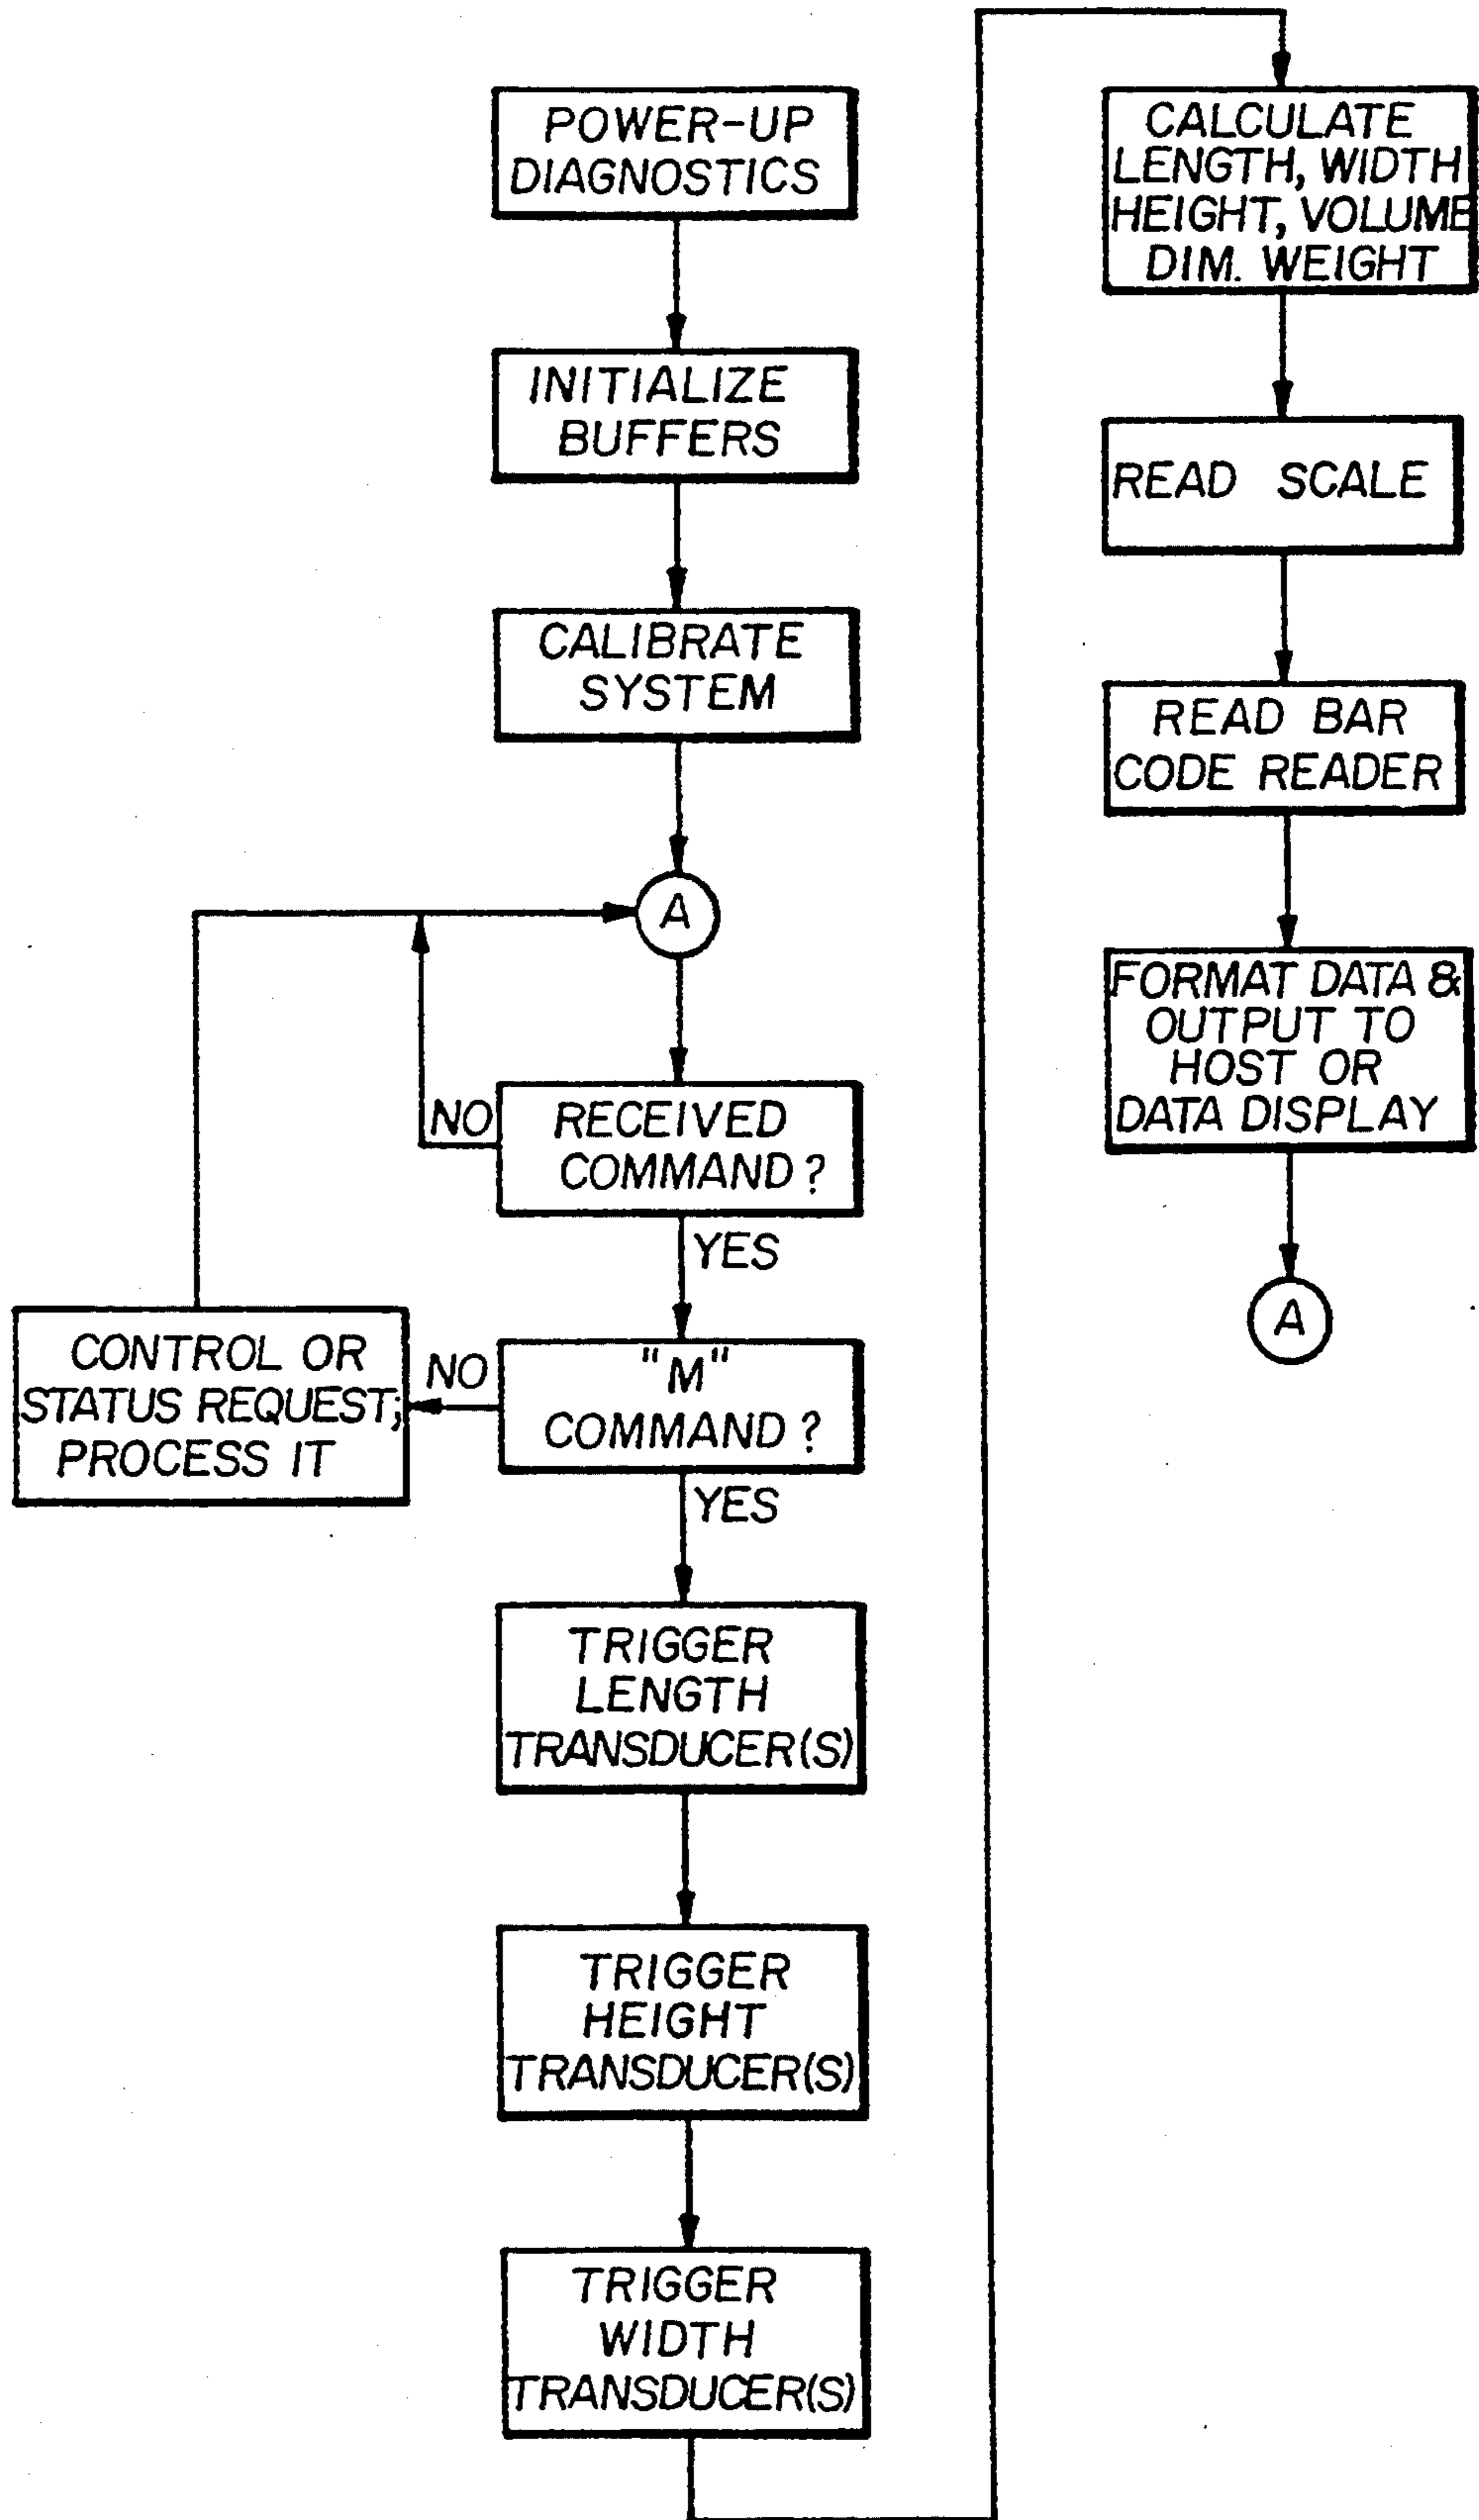 POWER-UP
DIAGNOSTICS
INITIALIZE
BUFFERS
CALIBRATE
SYSTEM
A
RECEIVED
COMMAND?
NO
YES
"M"
COMMAND?
NO
CONTROL OR
STATUS REQUEST;
PROCESS IT
YES
TRIGGER
LENGTH
TRANSDUCER(S)
TRIGGER
HEIGHT
TRANSDUCER(S)
TRIGGER
WIDTH
TRANSDUCER(S)
CALCULATE
LENGTH, WIDTH
HEIGHT, VOLUME
DIM. WEIGHT
READ SCALE
READ BAR
CODE READER
FORMAT DATA &
OUTPUT TO
HOST OR
DATA DISPLAY
A